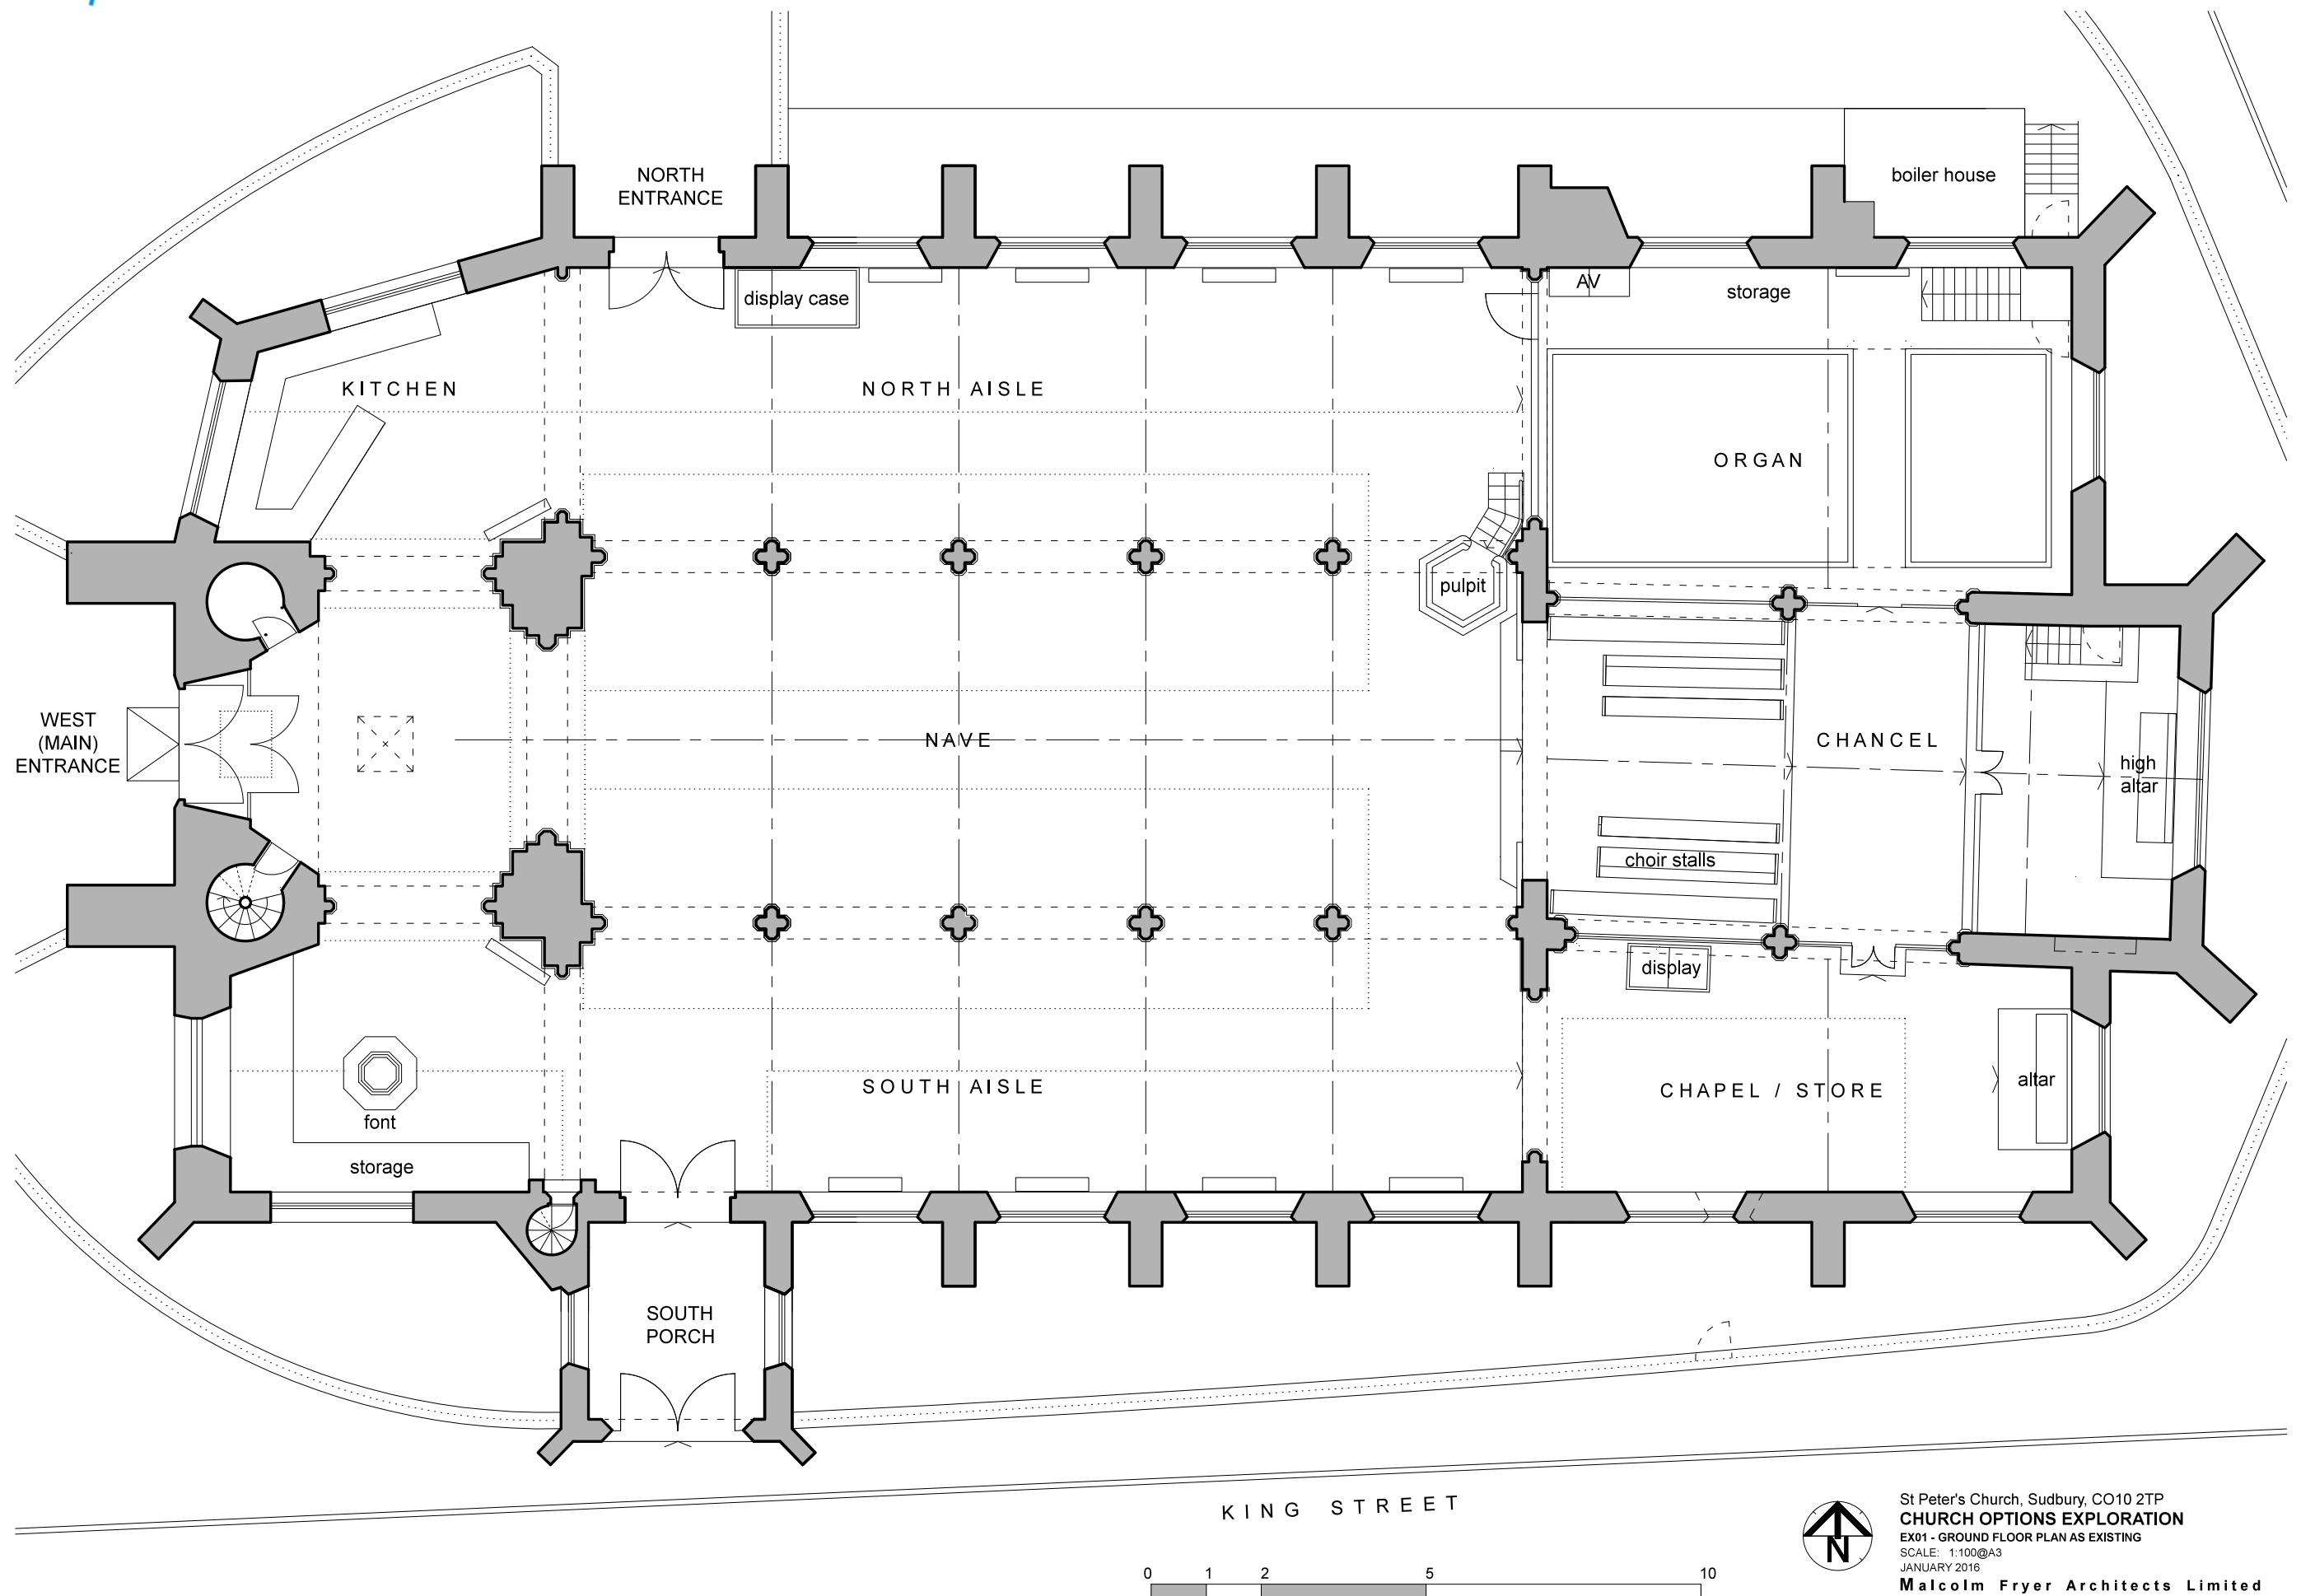 NORTH
ENTRANCE
boiler house
display case
AV
storage
KITCHEN
NORTH AISLE
ORGAN
pulpit
WEST
(MAIN)
ENTRANCE
NAVE
CHANCEL
high
altar
choir stalls
display
font
storage
SOUTH AISLE
CHAPEL / STORE
altar
SOUTH
PORCH
KING STREET
0 1 2 5 10
N
St Peter's Church, Sudbury, CO10 2TP
CHURCH OPTIONS EXPLORATION
EX01 - GROUND FLOOR PLAN AS EXISTING
SCALE: 1:100@A3
JANUARY 2016
Malcolm Fryer Architects Limited